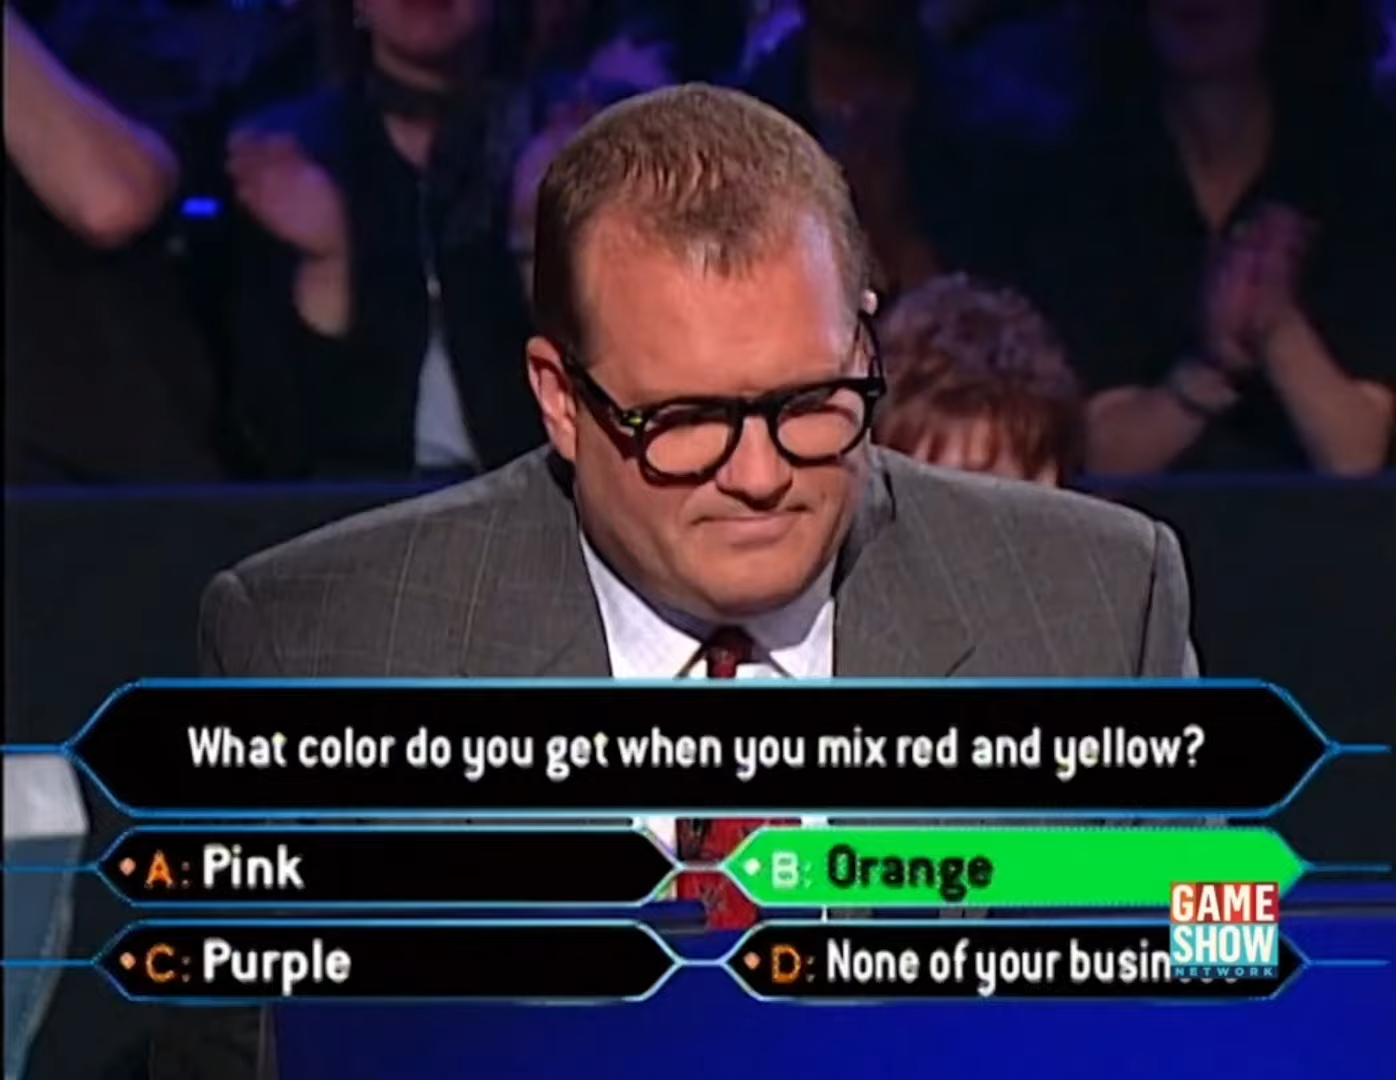 What color do you get when you mix red and yellow?
A: Pink
B: Orange
C: Purple
D: None of your
GAME
SHOW
NETWORK